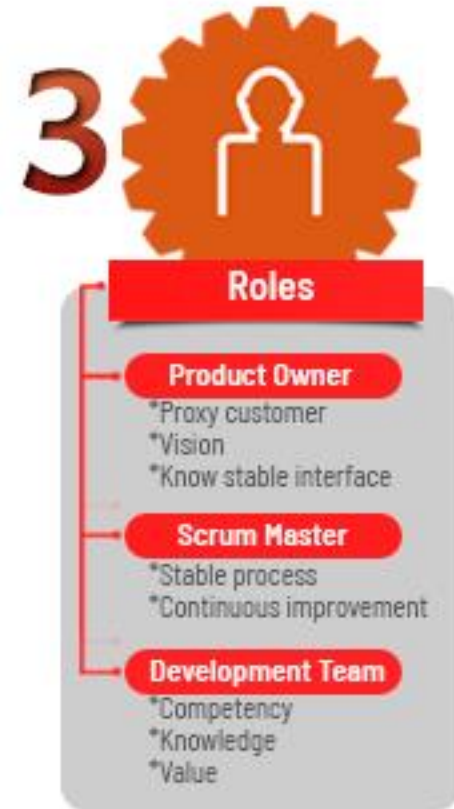 3
Roles
Product Owner
*Proxy customer
*Vision
*Know stable interface
Scrum Master
*Stable process
*Continuous improvement
Development Team
*Competency
*Knowledge
*Value